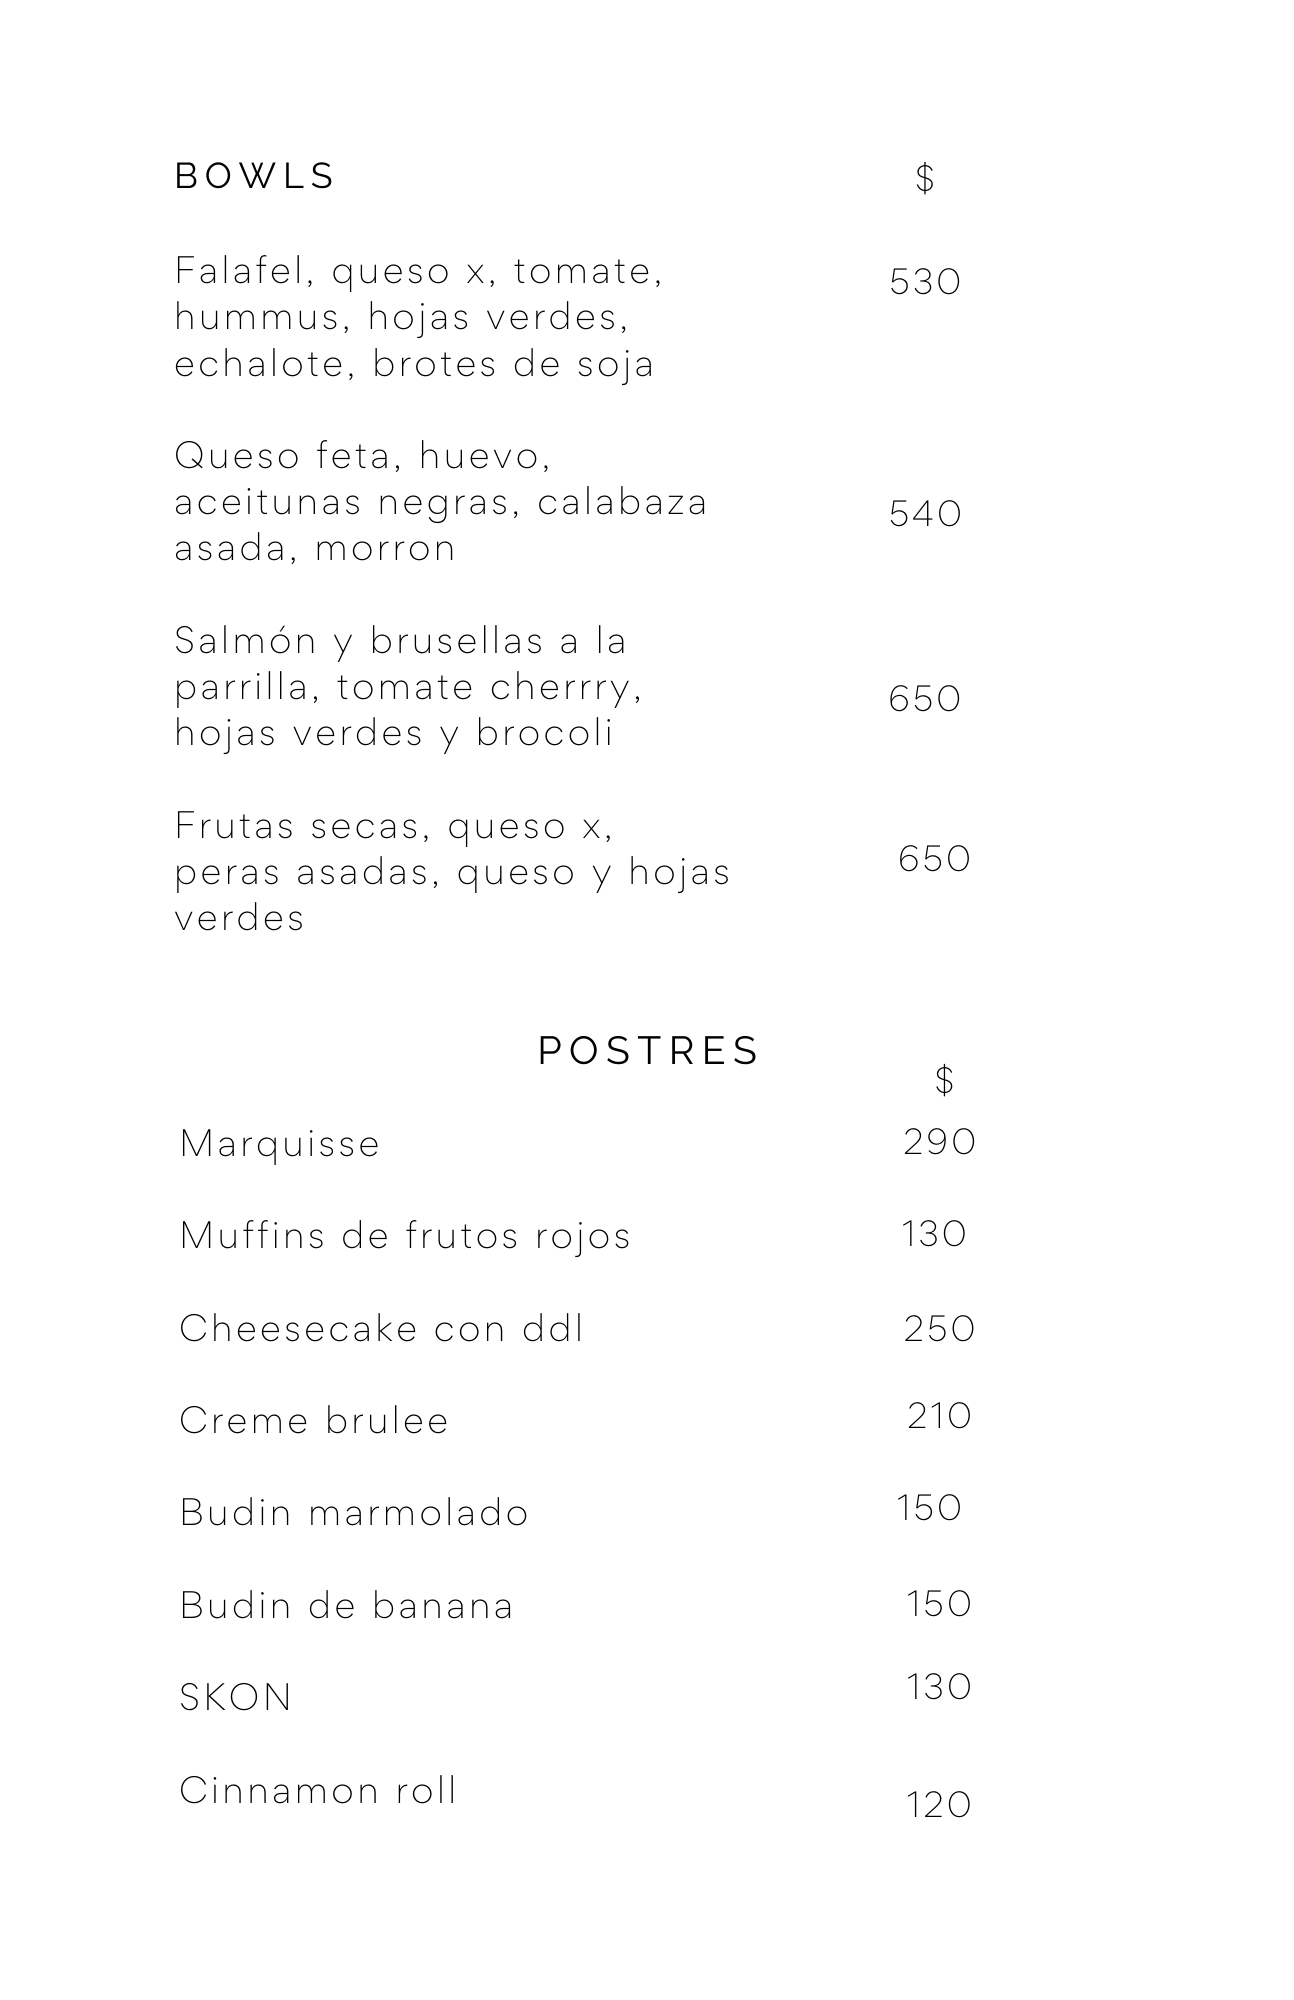 BOWLS $
Falafel, queso x, tomate, 530
hummus, hojas verdes,
echalote, brotes de soja
Queso feta, huevo,
aceitunas negras, calabaza 540
asada, morron
Salmón y brusellas a la
parrilla, tomate cherrry, 650
hojas verdes y brocoli
Frutas secas, queso x,
peras asadas, queso y hojas 650
verdes
POSTRES
$
Marquisse 290
Muffins de frutos rojos 130
Cheesecake con ddl 250
Creme brulee 210
Budin marmolado 150
Budin de banana 150
SKON 130
Cinnamon roll 120